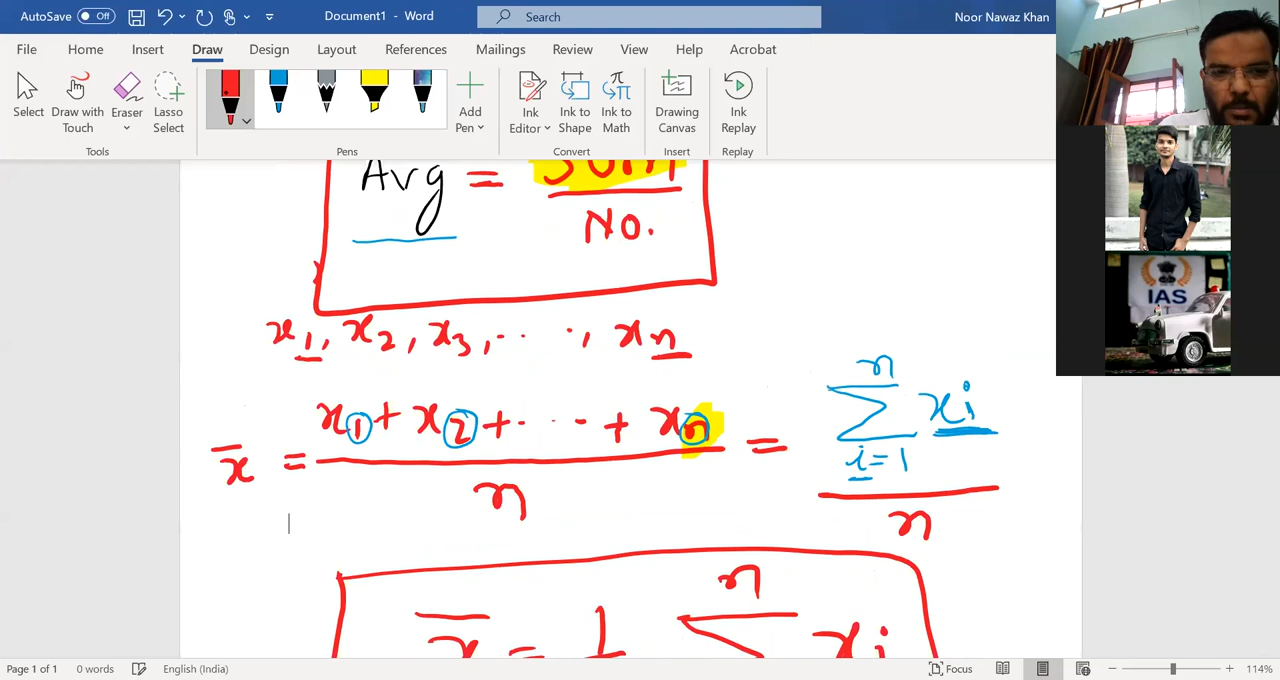 AutoSave Off Document1 - Word Search Noor Nawaz Khan
File Home Insert Draw Design Layout References Mailings Review View Help Acrobat
Select Draw with Touch Eraser Lasso Select Add Pen Ink Editor Ink to Shape Ink to Math Drawing Canvas Ink Replay
Tools Pens Convert Insert Replay
IAS
Avg = Sum / No.
x1, x2, x3, ..., xn
x̄ = (x1 + x2 + ... + xn) / n = (∑ i=1 n xi) / n
x̄ = 1 ∑ n xi
Page 1 of 1 0 words English (India) Focus 114%